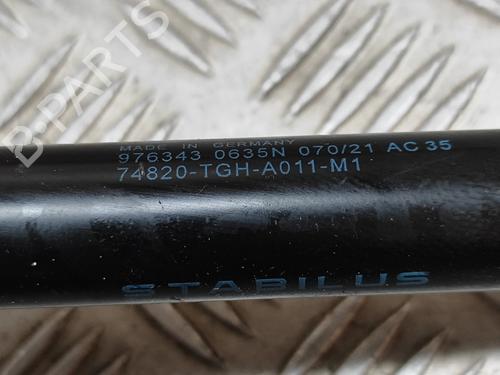 B-PARTS
MADE IN GERMANY
976343 0635N 070/21 AC 35
74820-TGH-A011-M1
STABILUS